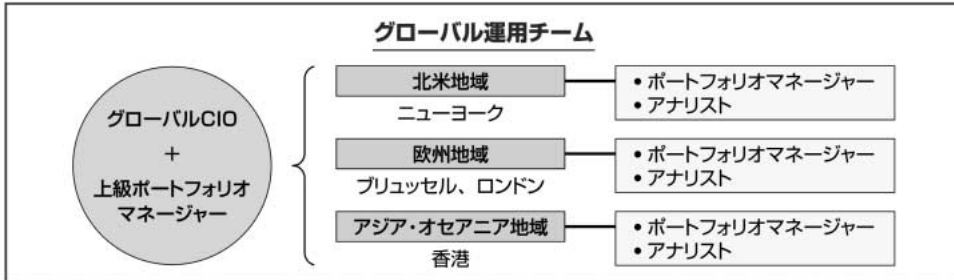 グローバル運用チーム
グローバルCIO
+
上級ポートフォリオ
マネージャー
北米地域
ニューヨーク
• ポートフォリオマネージャー
• アナリスト
欧州地域
ブリュッセル、ロンドン
• ポートフォリオマネージャー
• アナリスト
アジア・オセアニア地域
香港
• ポートフォリオマネージャー
• アナリスト